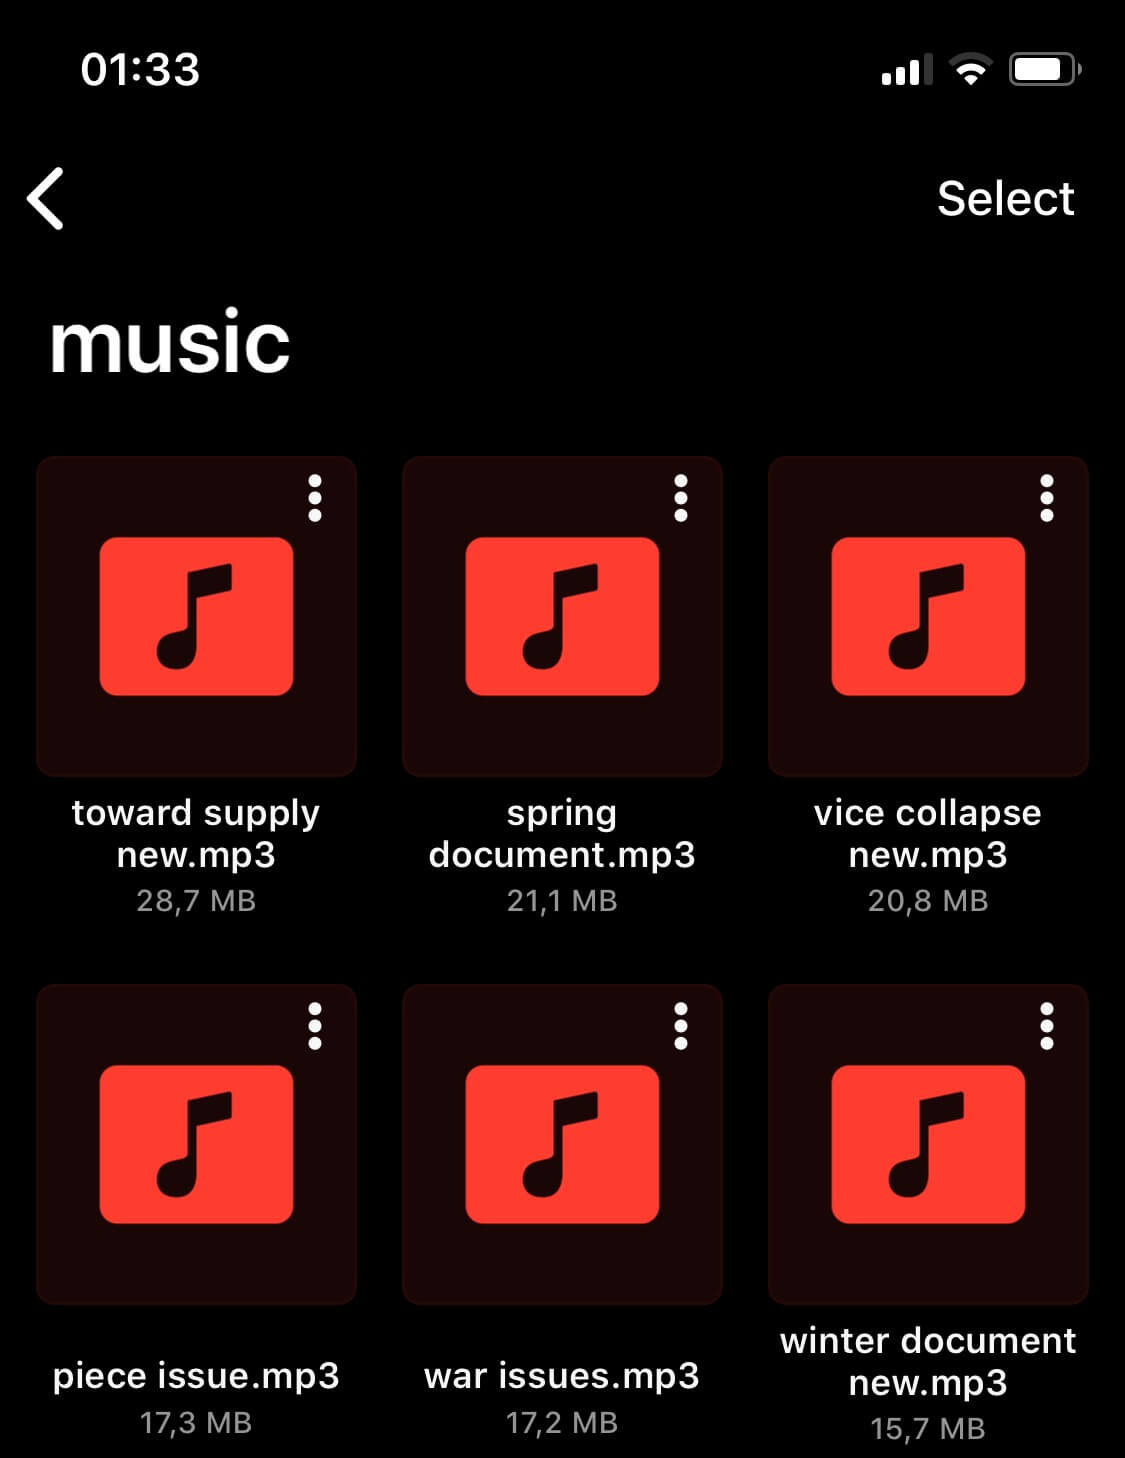 01:33
Select
music
toward supply
new.mp3
28,7 MB
spring
document.mp3
21,1 MB
vice collapse
new.mp3
20,8 MB
piece issue.mp3
17,3 MB
war issues.mp3
17,2 MB
winter document
new.mp3
15,7 MB